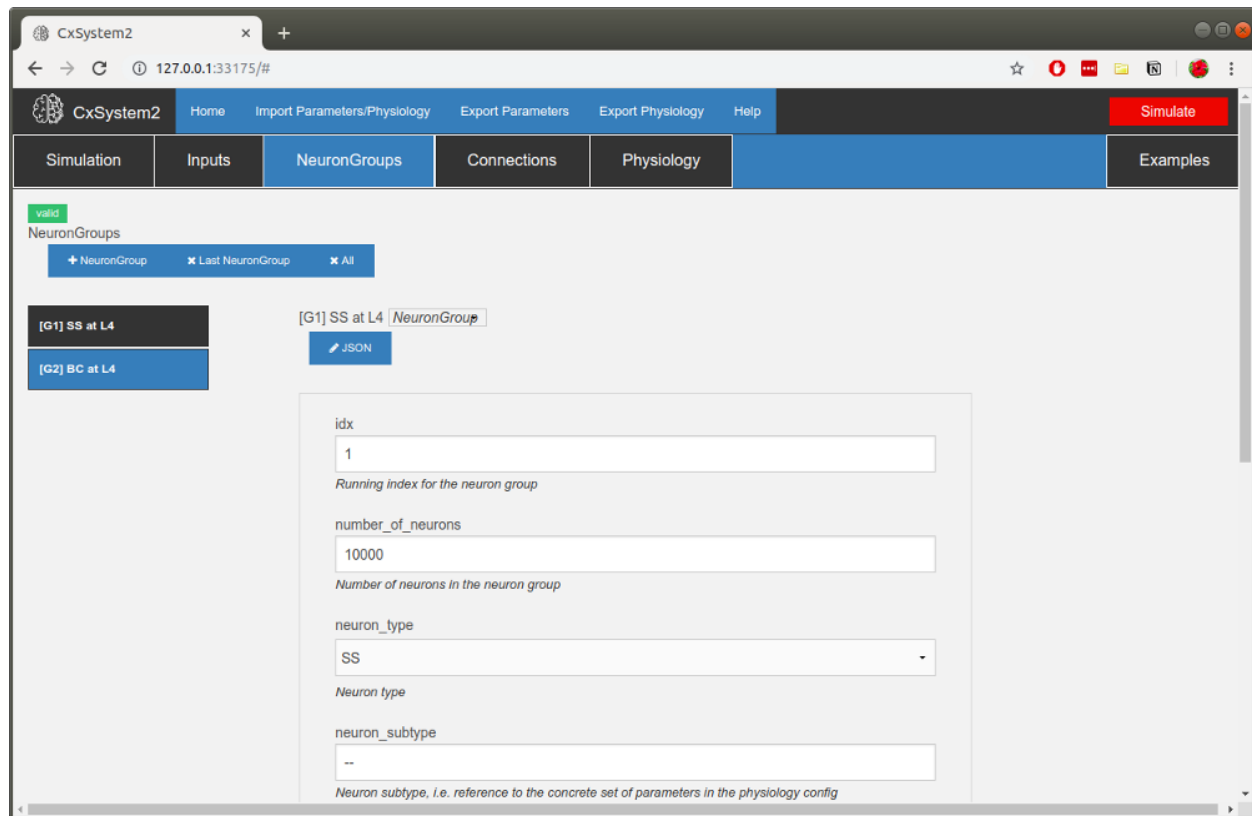 CxSystem2 × +
127.0.0.1:33175/#
CxSystem2 Home Import Parameters/Physiology Export Parameters Export Physiology Help Simulate
Simulation Inputs NeuronGroups Connections Physiology Examples
valid
NeuronGroups
+ NeuronGroup × Last NeuronGroup × All
[G1] SS at L4
[G2] BC at L4
[G1] SS at L4 NeuronGroup
JSON
idx
1
Running index for the neuron group
number_of_neurons
10000
Number of neurons in the neuron group
neuron_type
SS
Neuron type
neuron_subtype
--
Neuron subtype, i.e. reference to the concrete set of parameters in the physiology config